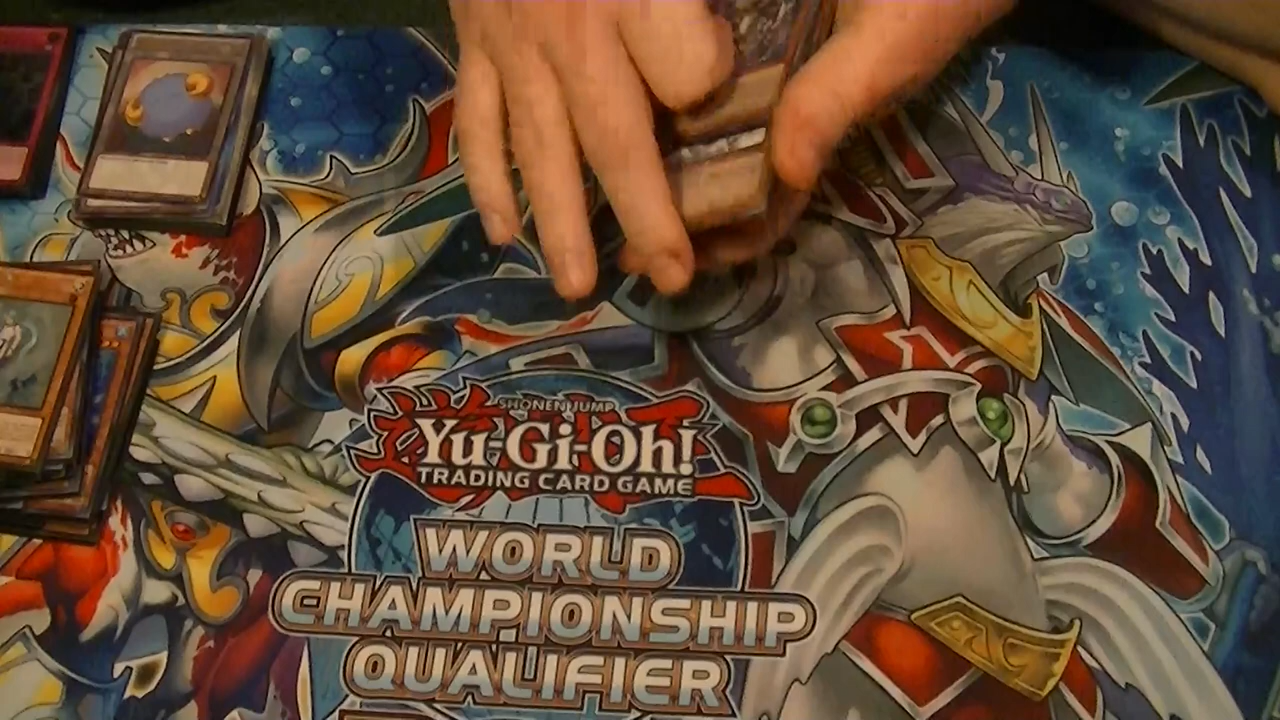 SHONEN JUMP
Yu-Gi-Oh!
TRADING CARD GAME
WORLD
CHAMPIONSHIP
QUALIFIER